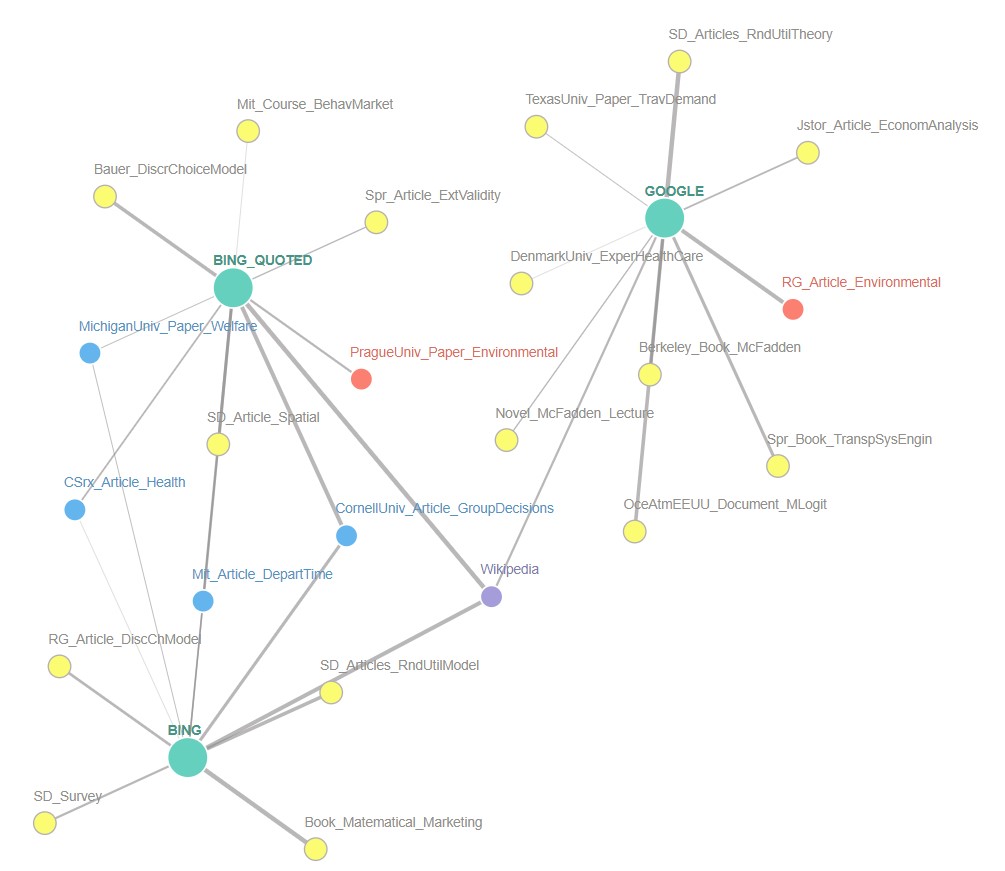 SD_Articles_RndUtilTheory
TexasUniv_Paper_TravDemand
Mit_Course_BehavMarket
Jstor_Article_EconomAnalysis
Bauer_DiscrChoiceModel
GOOGLE
Spr_Article_ExtValidity
DenmarkUniv_ExperHealthCare
BING_QUOTED
RG_Article_Environmental
MichiganUniv_Paper_Welfare
Berkeley_Book_McFadden
PragueUniv_Paper_Environmental
SD_Article_Spatial
Novel_McFadden_Lecture
Spr_Book_TranspSysEngin
CSrx_Article_Health
OceAtmEEUU_Document_MLogit
CornellUniv_Article_GroupDecisions
Wikipedia
Mit_Article_DepartTime
RG_Article_DiscChModel
SD_Articles_RndUtilModel
BING
SD_Survey
Book_Matematical_Marketing